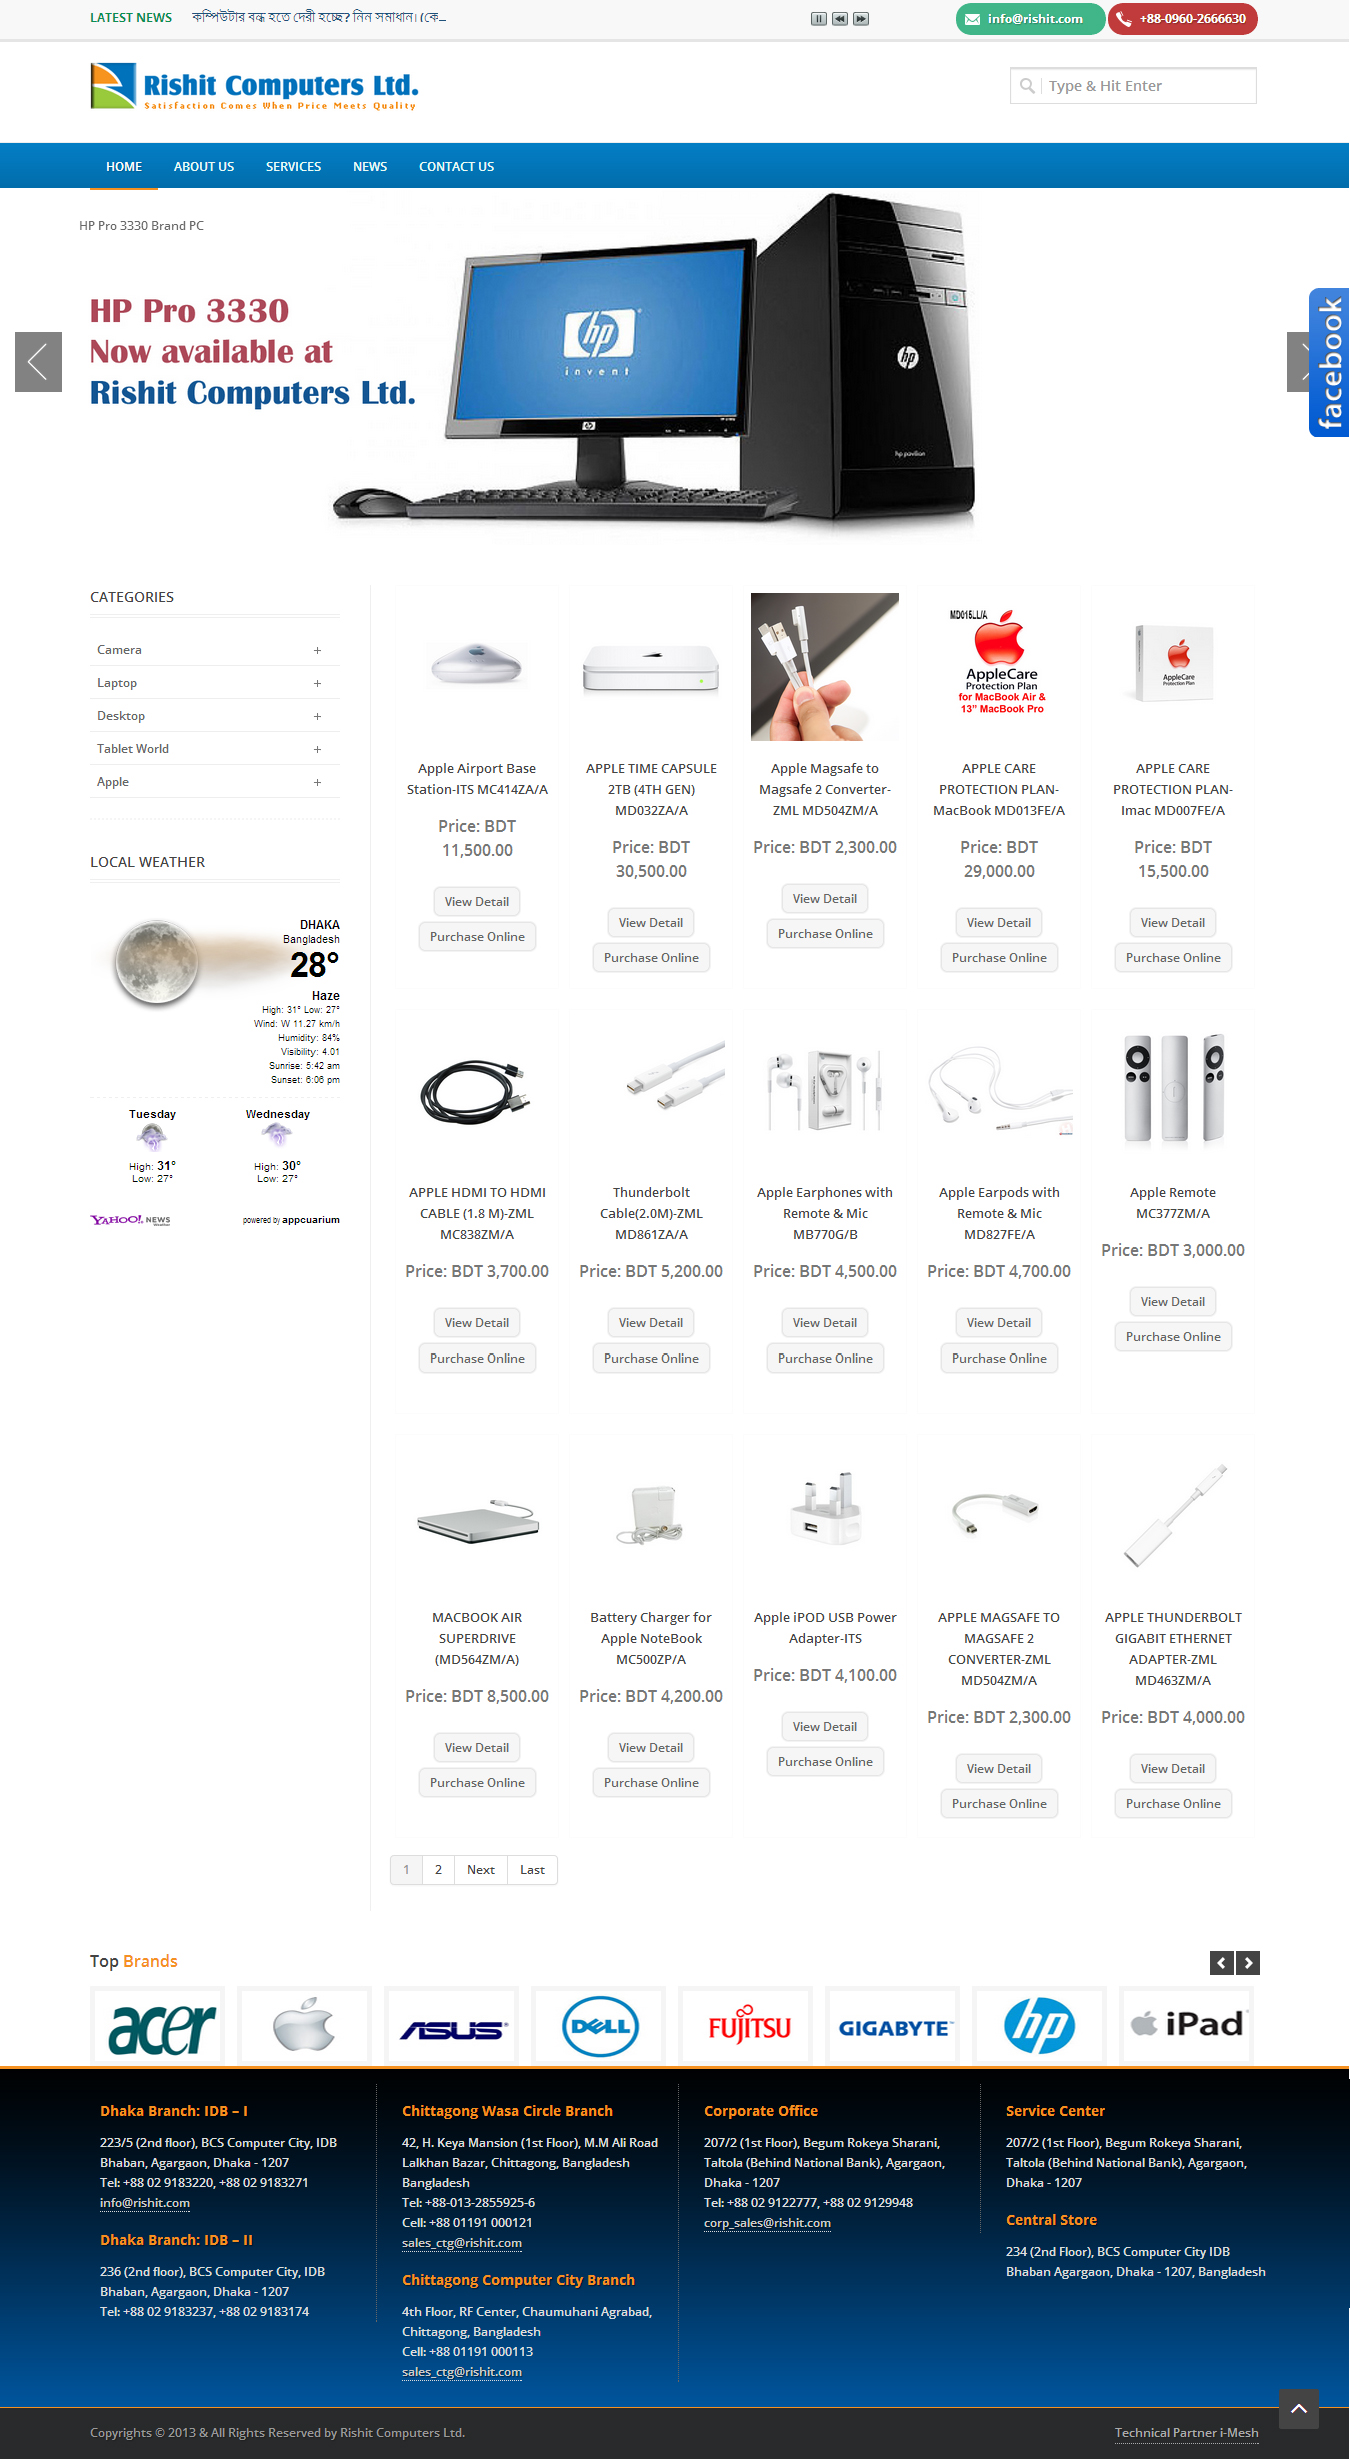 LATEST NEWS
কম্পিউটার বন্ধ হতে দেরী হচ্ছে? নিন সমাধান। (কে...
info@rishit.com
+88-0960-2666630
Rishit Computers Ltd.
Satisfaction Comes When Price Meets Quality
Type & Hit Enter
HOME
ABOUT US
SERVICES
NEWS
CONTACT US
HP Pro 3330 Brand PC
HP Pro 3330
Now available at
Rishit Computers Ltd.
hp
invent
hp
hp
hp pavilion
facebook
CATEGORIES
Camera +
Laptop +
Desktop +
Tablet World +
Apple +
LOCAL WEATHER
DHAKA
Bangladesh
28°
Haze
High: 31° Low: 27°
Wind: W 11.27 km/h
Humidity: 84%
Visibility: 4.01
Sunrise: 5:42 am
Sunset: 6:06 pm
Tuesday
High: 31°
Low: 27°
Wednesday
High: 30°
Low: 27°
YAHOO! NEWS
Weather
powered by appcuarium
Apple Airport Base
Station-ITS MC414ZA/A
Price: BDT
11,500.00
View Detail
Purchase Online
APPLE TIME CAPSULE
2TB (4TH GEN)
MD032ZA/A
Price: BDT
30,500.00
View Detail
Purchase Online
Apple Magsafe to
Magsafe 2 Converter-
ZML MD504ZM/A
Price: BDT 2,300.00
View Detail
Purchase Online
MD015LL/A
AppleCare
Protection Plan
for MacBook Air &
13" MacBook Pro
APPLE CARE
PROTECTION PLAN-
MacBook MD013FE/A
Price: BDT
29,000.00
View Detail
Purchase Online
AppleCare
Protection Plan
APPLE CARE
PROTECTION PLAN-
Imac MD007FE/A
Price: BDT
15,500.00
View Detail
Purchase Online
APPLE HDMI TO HDMI
CABLE (1.8 M)-ZML
MC838ZM/A
Price: BDT 3,700.00
View Detail
Purchase Online
Thunderbolt
Cable(2.0M)-ZML
MD861ZA/A
Price: BDT 5,200.00
View Detail
Purchase Online
Apple Earphones with
Remote & Mic
MB770G/B
Price: BDT 4,500.00
View Detail
Purchase Online
Apple Earpods with
Remote & Mic
MD827FE/A
Price: BDT 4,700.00
View Detail
Purchase Online
Apple Remote
MC377ZM/A
Price: BDT 3,000.00
View Detail
Purchase Online
MACBOOK AIR
SUPERDRIVE
(MD564ZM/A)
Price: BDT 8,500.00
View Detail
Purchase Online
Battery Charger for
Apple NoteBook
MC500ZP/A
Price: BDT 4,200.00
View Detail
Purchase Online
Apple iPOD USB Power
Adapter-ITS
Price: BDT 4,100.00
View Detail
Purchase Online
APPLE MAGSAFE TO
MAGSAFE 2
CONVERTER-ZML
MD504ZM/A
Price: BDT 2,300.00
View Detail
Purchase Online
APPLE THUNDERBOLT
GIGABIT ETHERNET
ADAPTER-ZML
MD463ZM/A
Price: BDT 4,000.00
View Detail
Purchase Online
1 2 Next Last
Top Brands
acer
ASUS
DELL
FUJITSU
GIGABYTE
hp
iPad
Dhaka Branch: IDB – I
223/5 (2nd floor), BCS Computer City, IDB
Bhaban, Agargaon, Dhaka - 1207
Tel: +88 02 9183220, +88 02 9183271
info@rishit.com
Dhaka Branch: IDB – II
236 (2nd floor), BCS Computer City, IDB
Bhaban, Agargaon, Dhaka - 1207
Tel: +88 02 9183237, +88 02 9183174
Chittagong Wasa Circle Branch
42, H. Keya Mansion (1st Floor), M.M Ali Road
Lalkhan Bazar, Chittagong, Bangladesh
Bangladesh
Tel: +88-013-2855925-6
Cell: +88 01191 000121
sales_ctg@rishit.com
Chittagong Computer City Branch
4th Floor, RF Center, Chaumuhani Agrabad,
Chittagong, Bangladesh
Cell: +88 01191 000113
sales_ctg@rishit.com
Corporate Office
207/2 (1st Floor), Begum Rokeya Sharani,
Taltola (Behind National Bank), Agargaon,
Dhaka - 1207
Tel: +88 02 9122777, +88 02 9129948
corp_sales@rishit.com
Service Center
207/2 (1st Floor), Begum Rokeya Sharani,
Taltola (Behind National Bank), Agargaon,
Dhaka - 1207
Central Store
234 (2nd Floor), BCS Computer City IDB
Bhaban Agargaon, Dhaka - 1207, Bangladesh
Copyrights © 2013 & All Rights Reserved by Rishit Computers Ltd.
Technical Partner i-Mesh